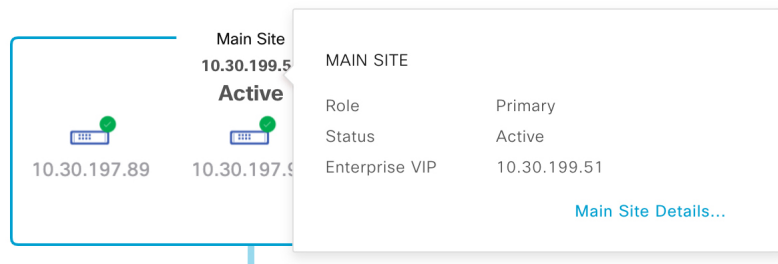 Main Site
10.30.199.5
Active
10.30.197.89
10.30.197.9
MAIN SITE
Role Primary
Status Active
Enterprise VIP 10.30.199.51
Main Site Details...